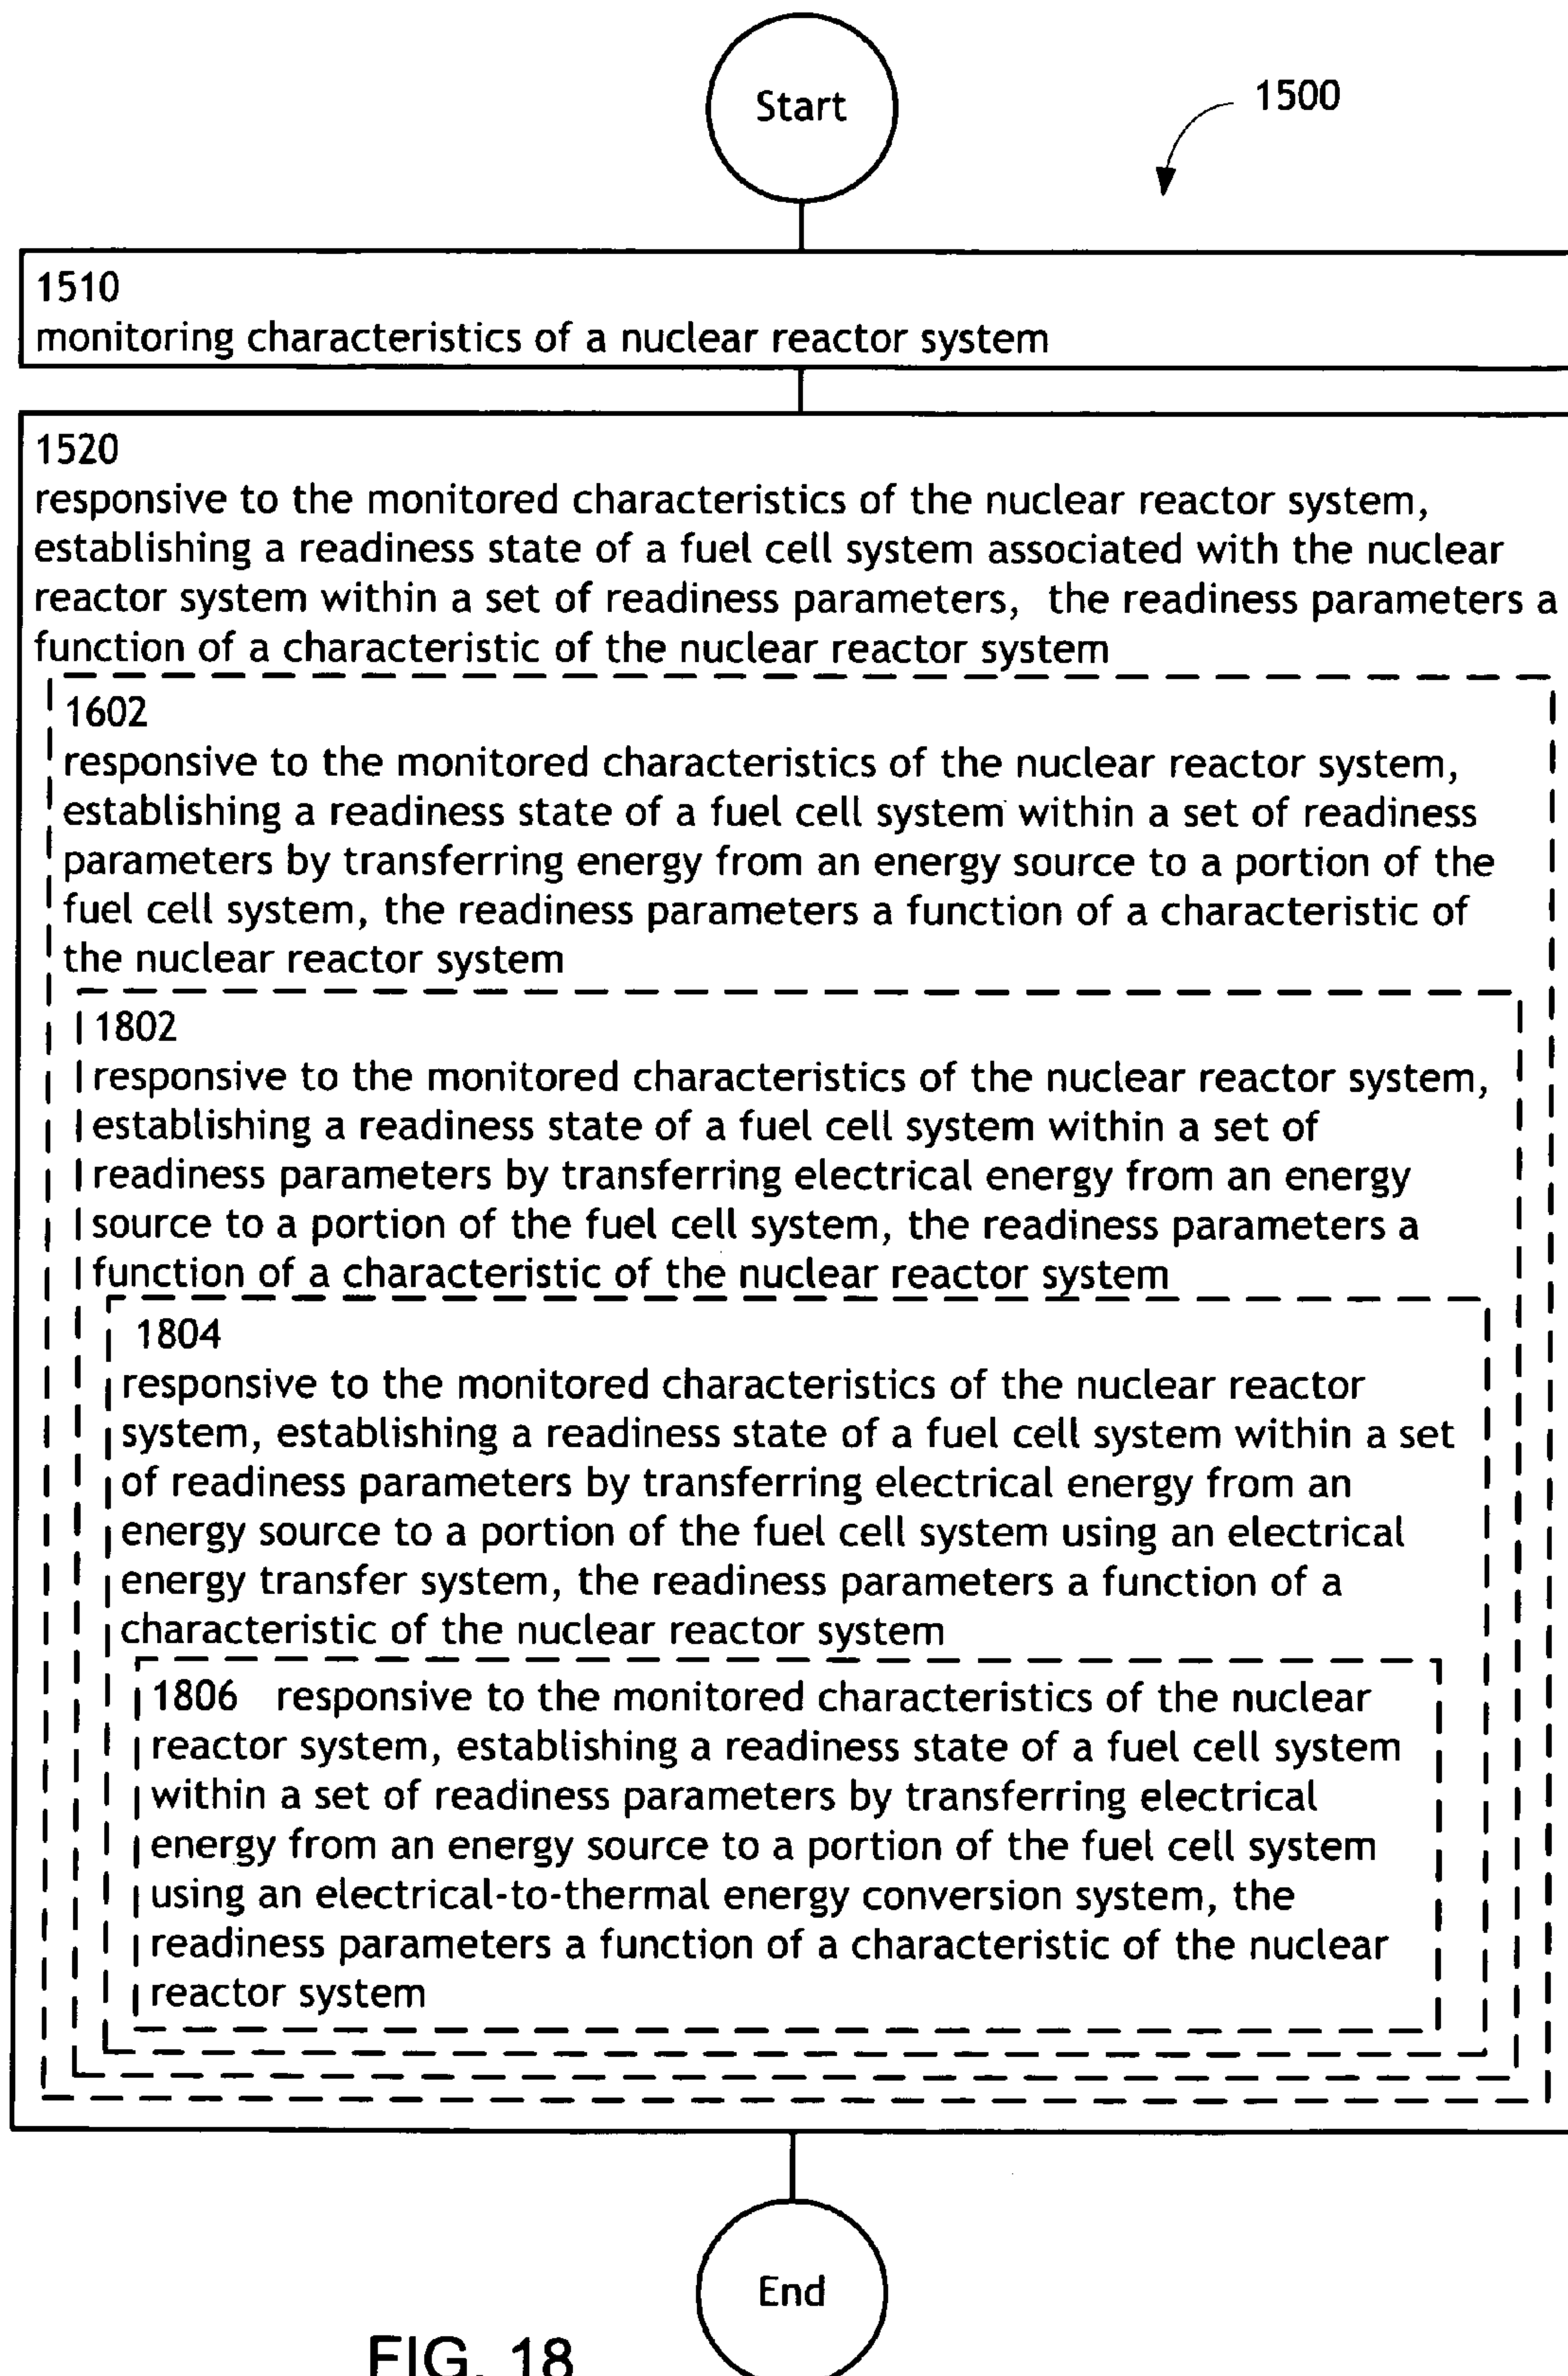 Start
1500
1510
monitoring characteristics of a nuclear reactor system
1520
responsive to the monitored characteristics of the nuclear reactor system,
establishing a readiness state of a fuel cell system associated with the nuclear
reactor system within a set of readiness parameters, the readiness parameters a
function of a characteristic of the nuclear reactor system
1602
responsive to the monitored characteristics of the nuclear reactor system,
establishing a readiness state of a fuel cell system within a set of readiness
parameters by transferring energy from an energy source to a portion of the
fuel cell system, the readiness parameters a function of a characteristic of
the nuclear reactor system
1802
responsive to the monitored characteristics of the nuclear reactor system,
establishing a readiness state of a fuel cell system within a set of
readiness parameters by transferring electrical energy from an energy
source to a portion of the fuel cell system, the readiness parameters a
function of a characteristic of the nuclear reactor system
1804
responsive to the monitored characteristics of the nuclear reactor
system, establishing a readiness state of a fuel cell system within a set
of readiness parameters by transferring electrical energy from an
energy source to a portion of the fuel cell system using an electrical
energy transfer system, the readiness parameters a function of a
characteristic of the nuclear reactor system
1806 responsive to the monitored characteristics of the nuclear
reactor system, establishing a readiness state of a fuel cell system
within a set of readiness parameters by transferring electrical
energy from an energy source to a portion of the fuel cell system
using an electrical-to-thermal energy conversion system, the
readiness parameters a function of a characteristic of the nuclear
reactor system
End
FIG. 18